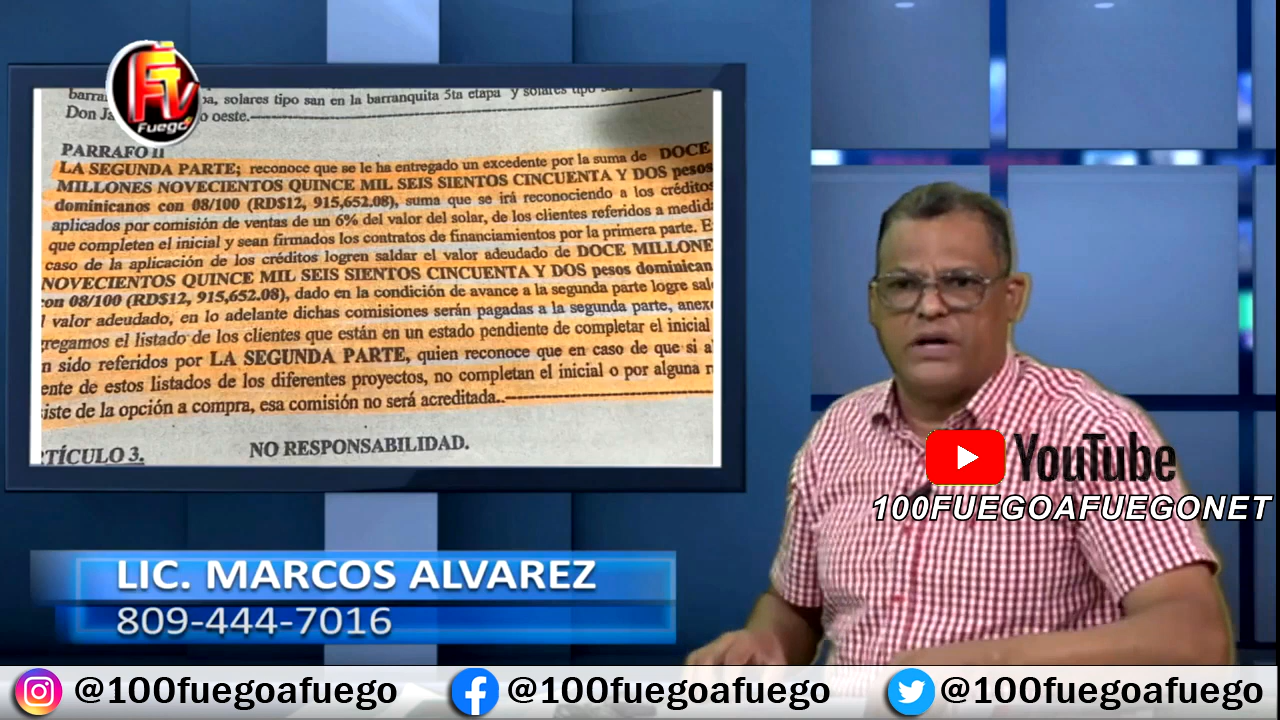 FTV
Fuego
barra
pa, solares tipo san en la barranquita 5ta etapa y solares tipo
Don Ja
o oeste.
PARRAFO II
LA SEGUNDA PARTE; reconoce que se le ha entregado un excedente por la suma de DOCE
MILLONES NOVECIENTOS QUINCE MIL SEIS SIENTOS CINCUENTA Y DOS pesos
dominicanos con 08/100 (RD$12, 915,652.08), suma que se irá reconociendo a los créditos
aplicados por comisión de ventas de un 6% del valor del solar, de los clientes referidos a medida
que completen el inicial y sean firmados los contratos de financiamientos por la primera parte. E
caso de la aplicación de los créditos logren saldar el valor adeudado de DOCE MILLONE
NOVECIENTOS QUINCE MIL SEIS SIENTOS CINCUENTA Y DOS pesos dominican
con 08/100 (RD$12, 915,652.08), dado en la condición de avance a la segunda parte logre sal
l valor adeudado, en lo adelante dichas comisiones serán pagadas a la segunda parte, anex
gregamos el listado de los clientes que están en un estado pendiente de completar el inicial
n sido referidos por LA SEGUNDA PARTE, quien reconoce que en caso de que si a
ente de estos listados de los diferentes proyectos, no completan el inicial o por alguna r
iste de la opción a compra, esa comisión no será acreditada..
RTÍCULO 3. NO RESPONSABILIDAD.
YouTube
100FUEGOAFUEGONET
LIC. MARCOS ALVAREZ
809-444-7016
@100fuegoafuego @100fuegoafuego @100fuegoafuego